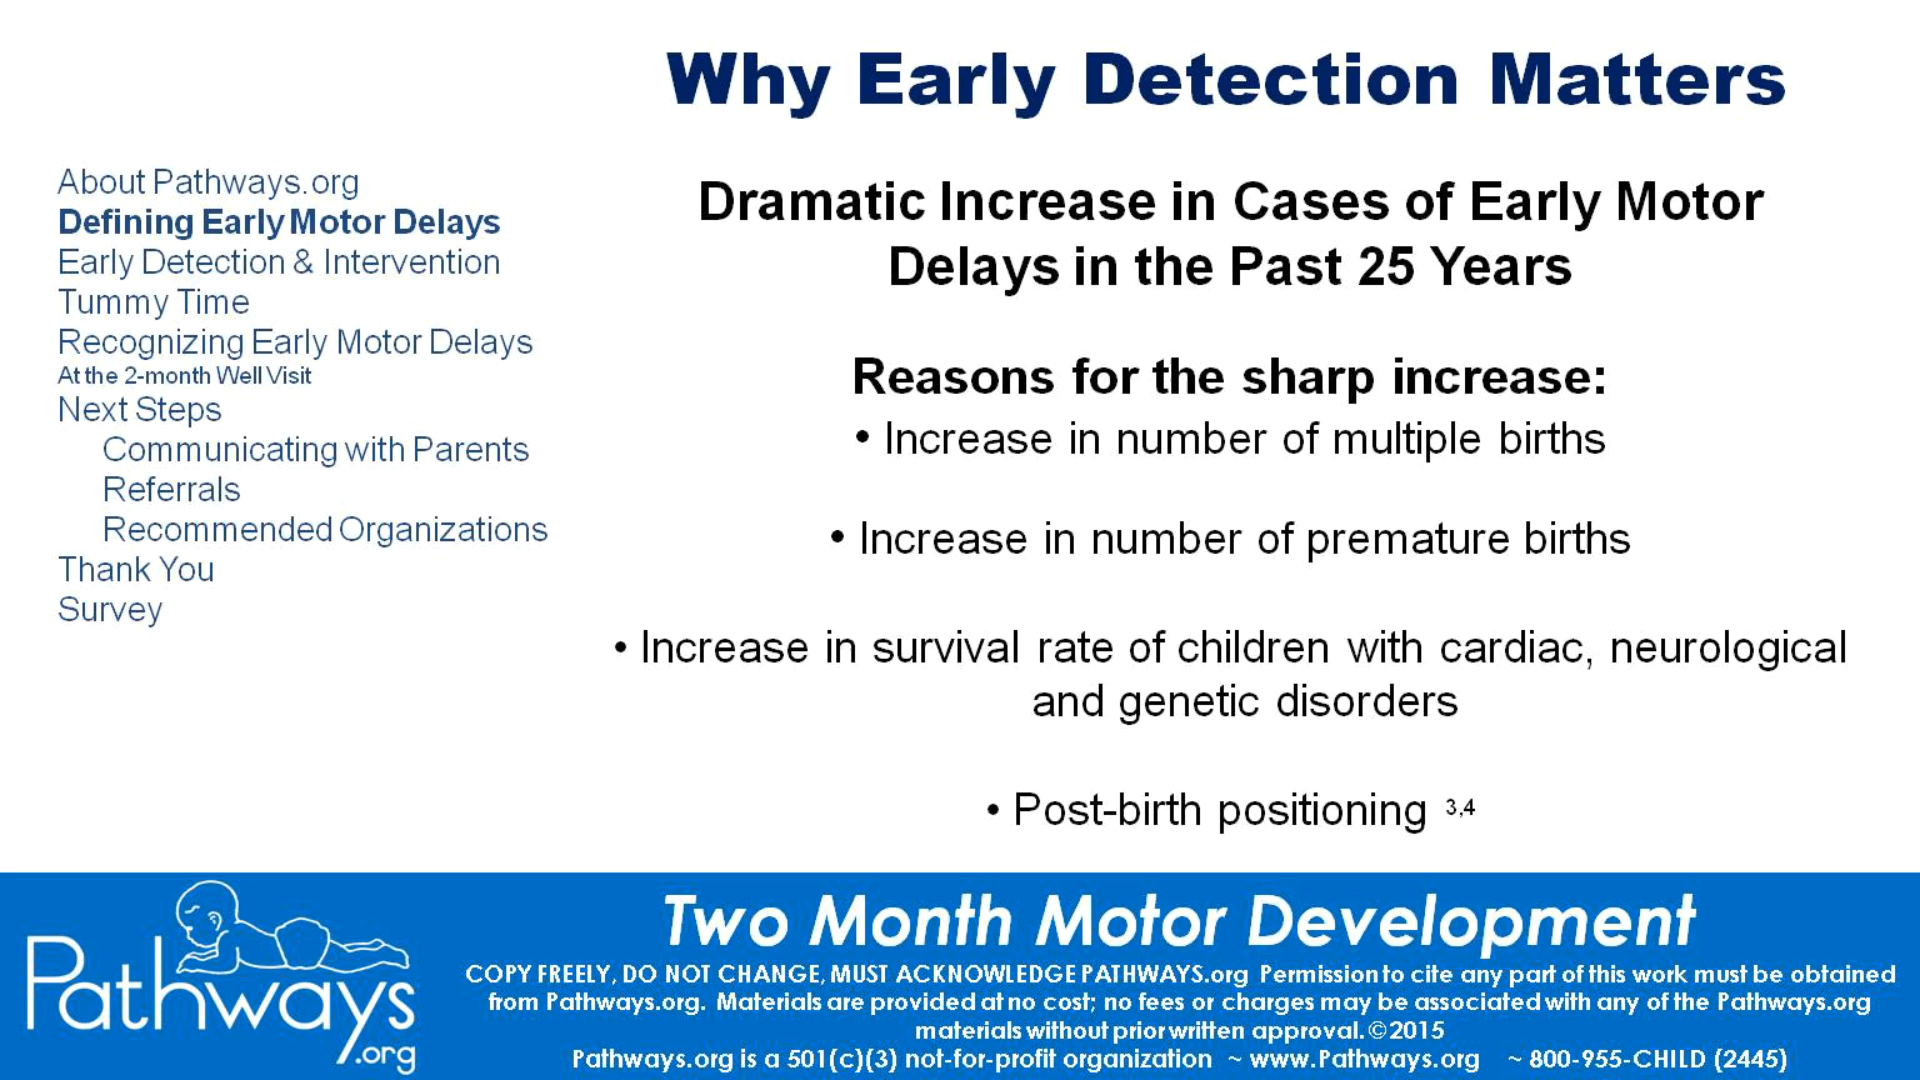 Why Early Detection Matters
About Pathways.org
Defining Early Motor Delays
Early Detection & Intervention
Tummy Time
Recognizing Early Motor Delays
At the 2-month Well Visit
Next Steps
Communicating with Parents
Referrals
Recommended Organizations
Thank You
Survey
Dramatic Increase in Cases of Early Motor
Delays in the Past 25 Years
Reasons for the sharp increase:
• Increase in number of multiple births
• Increase in number of premature births
• Increase in survival rate of children with cardiac, neurological
and genetic disorders
• Post-birth positioning 3,4
Pathways
.org
Two Month Motor Development
COPY FREELY, DO NOT CHANGE, MUST ACKNOWLEDGE PATHWAYS.org Permission to cite any part of this work must be obtained
from Pathways.org. Materials are provided at no cost; no fees or charges may be associated with any of the Pathways.org
materials without prior written approval. ©2015
Pathways.org is a 501(c)(3) not-for-profit organization ~ www.Pathways.org ~ 800-955-CHILD (2445)